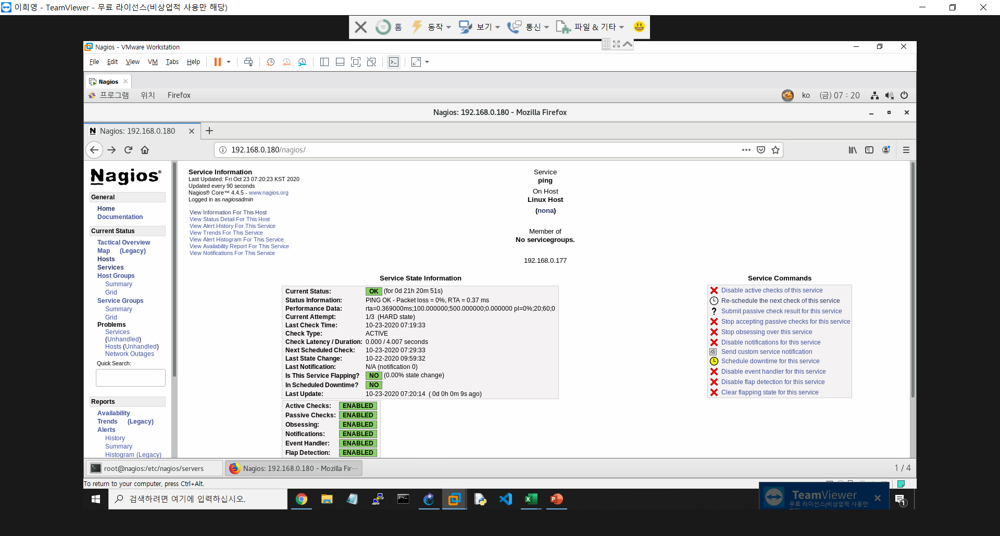 이희영 - TeamViewer - 무료 라이선스(비상업적 사용만 해당)
홈 동작 보기 통신 파일 & 기타
Nagios - VMware Workstation
File Edit View VM Tabs Help
Nagios
프로그램 위치 Firefox ko (금) 07 : 20
Nagios: 192.168.0.180 - Mozilla Firefox
Nagios: 192.168.0.180
192.168.0.180/nagios/
Nagios®
General
Home
Documentation
Current Status
Tactical Overview
Map (Legacy)
Hosts
Services
Host Groups
Summary
Grid
Service Groups
Summary
Grid
Problems
Services
(Unhandled)
Hosts (Unhandled)
Network Outages
Quick Search:
Reports
Availability
Trends (Legacy)
Alerts
History
Summary
Histogram (Legacy)
Service Information
Last Updated: Fri Oct 23 07:20:23 KST 2020
Updated every 90 seconds
Nagios® Core™ 4.4.5 - www.nagios.org
Logged in as nagiosadmin
View Information For This Host
View Status Detail For This Host
View Alert History For This Service
View Trends For This Service
View Alert Histogram For This Service
View Availability Report For This Service
View Notifications For This Service
Service
ping
On Host
Linux Host
(nona)
Member of
No servicegroups.
192.168.0.177
Service State Information
Current Status: OK (for 0d 21h 20m 51s)
Status Information: PING OK - Packet loss = 0%, RTA = 0.37 ms
Performance Data: rta=0.369000ms;100.000000;500.000000;0.000000 pl=0%;20;60;0
Current Attempt: 1/3 (HARD state)
Last Check Time: 10-23-2020 07:19:33
Check Type: ACTIVE
Check Latency / Duration: 0.000 / 4.007 seconds
Next Scheduled Check: 10-23-2020 07:29:33
Last State Change: 10-22-2020 09:59:32
Last Notification: N/A (notification 0)
Is This Service Flapping? NO (0.00% state change)
In Scheduled Downtime? NO
Last Update: 10-23-2020 07:20:14 ( 0d 0h 0m 9s ago)
Active Checks: ENABLED
Passive Checks: ENABLED
Obsessing: ENABLED
Notifications: ENABLED
Event Handler: ENABLED
Flap Detection: ENABLED
Service Commands
Disable active checks of this service
Re-schedule the next check of this service
Submit passive check result for this service
Stop accepting passive checks for this service
Stop obsessing over this service
Disable notifications for this service
Send custom service notification
Schedule downtime for this service
Disable event handler for this service
Disable flap detection for this service
Clear flapping state for this service
root@nagios:/etc/nagios/servers
Nagios: 192.168.0.180 - Mozilla Fir···
1 / 4
To return to your computer, press Ctrl+Alt.
검색하려면 여기에 입력하십시오.
TeamViewer
무료 라이선스(비상업적 사용만
1